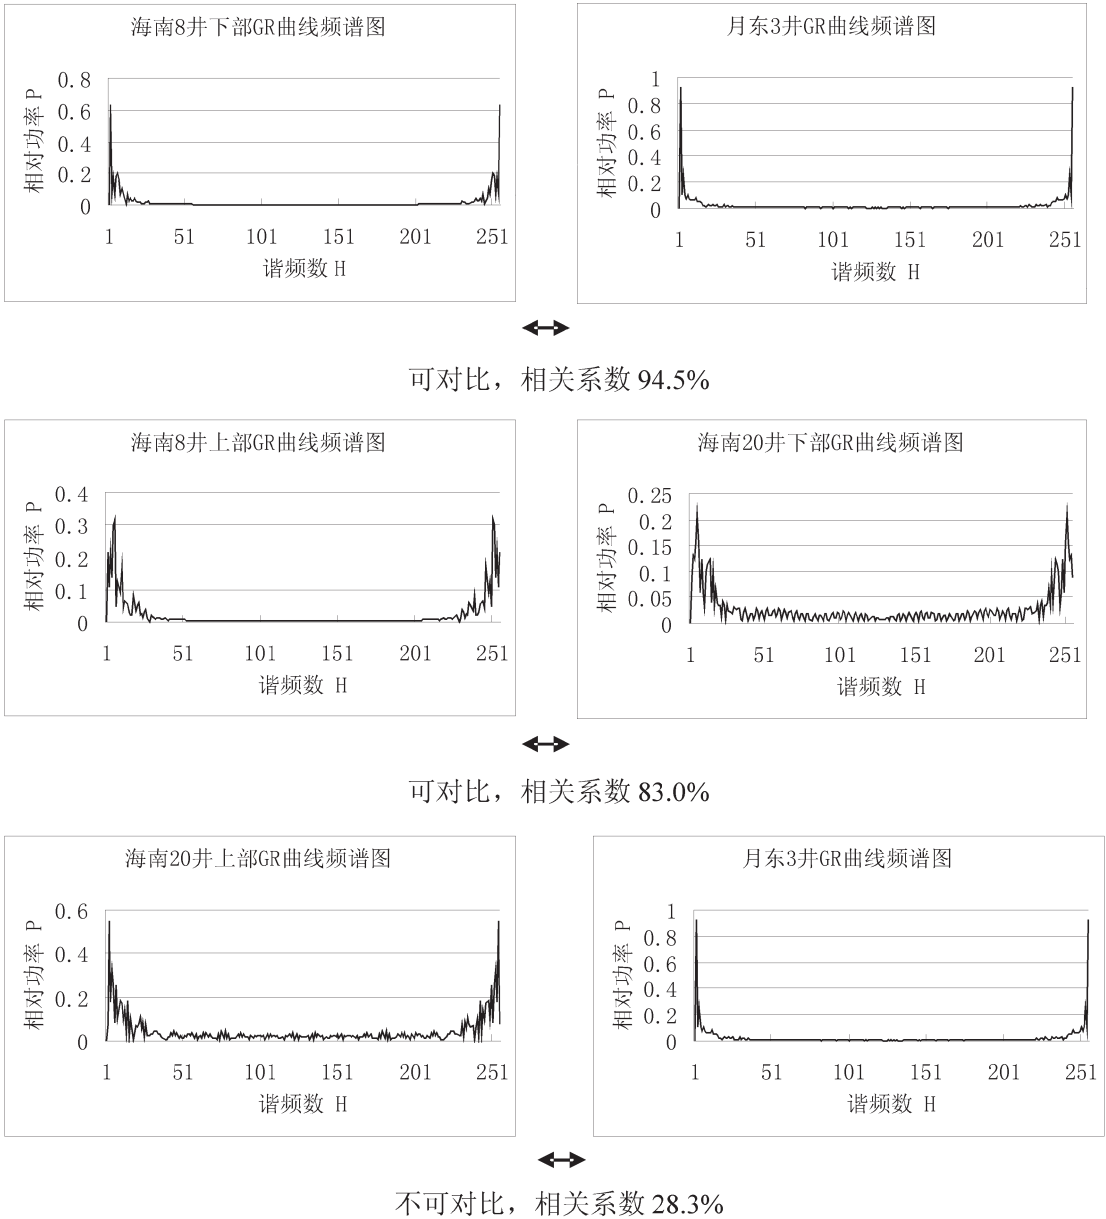 海南8井下部GR曲线频谱图
相对功率 P
0.8
0.6
0.4
0.2
0
1 51 101 151 201 251
谐频数 H
月东3井GR曲线频谱图
相对功率 P
1
0.8
0.6
0.4
0.2
0
1 51 101 151 201 251
谐频数 H
可对比，相关系数 94.5%
海南8井上部GR曲线频谱图
相对功率 P
0.4
0.3
0.2
0.1
0
1 51 101 151 201 251
谐频数 H
海南20井下部GR曲线频谱图
相对功率 P
0.25
0.2
0.15
0.1
0.05
0
1 51 101 151 201 251
谐频数 H
可对比，相关系数 83.0%
海南20井上部GR曲线频谱图
相对功率 P
0.6
0.4
0.2
0
1 51 101 151 201 251
谐频数 H
月东3井GR曲线频谱图
相对功率 P
1
0.8
0.6
0.4
0.2
0
1 51 101 151 201 251
谐频数 H
不可对比，相关系数 28.3%